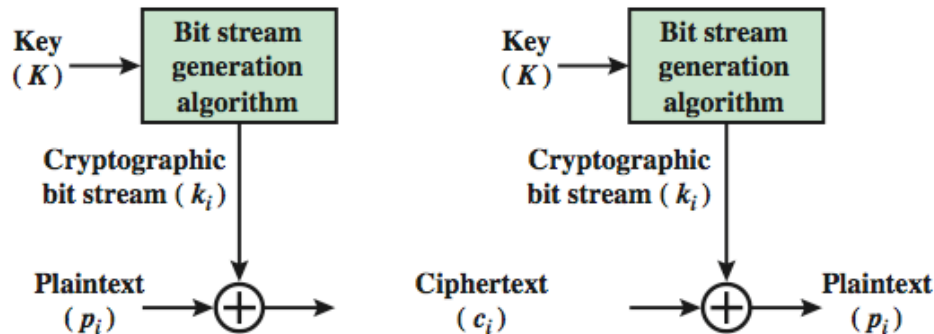 Key
( K )
Bit stream
generation
algorithm
Cryptographic
bit stream ( kᵢ )
Plaintext
( pᵢ )
Key
( K )
Bit stream
generation
algorithm
Cryptographic
bit stream ( kᵢ )
Ciphertext
( cᵢ )
Plaintext
( pᵢ )